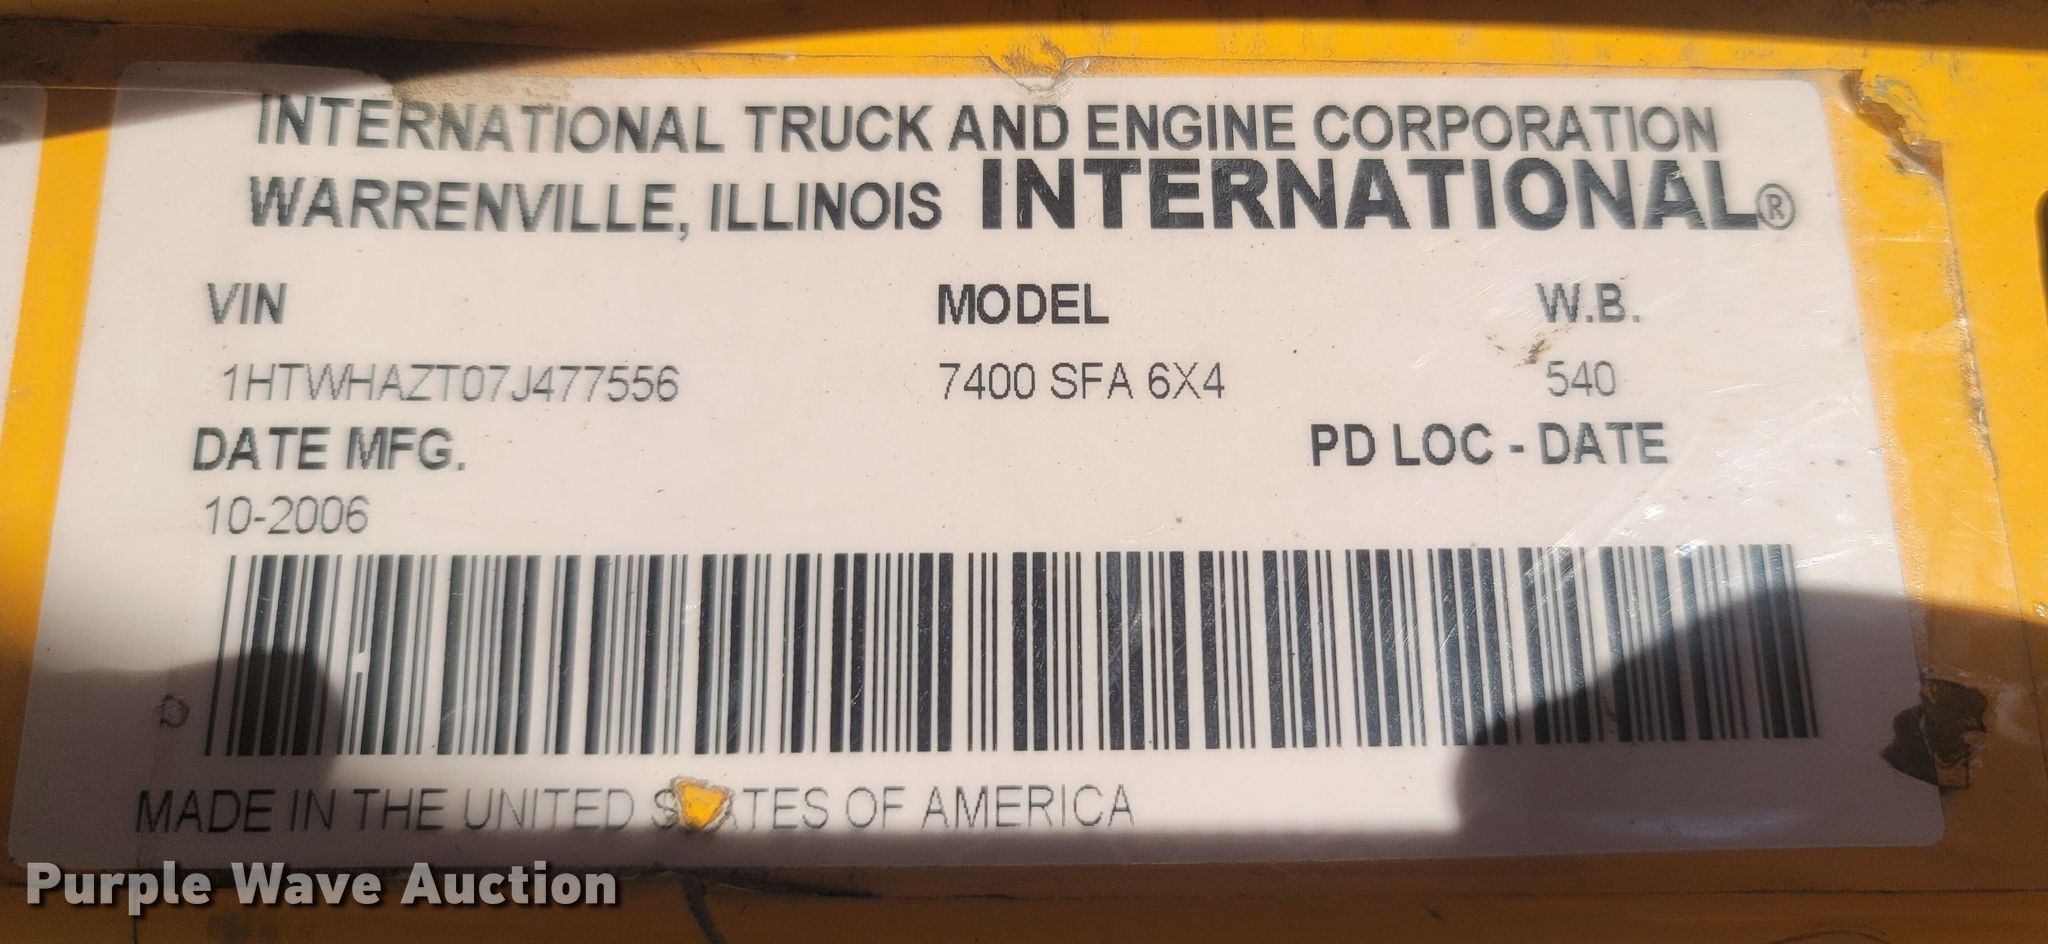 INTERNATIONAL TRUCK AND ENGINE CORPORATION
WARRENVILLE, ILLINOIS INTERNATIONAL®
VIN MODEL W.B.
1HTWHAZT07J477556 7400 SFA 6X4 540
DATE MFG. PD LOC - DATE
10-2006
MADE IN THE UNITED STATES OF AMERICA
Purple Wave Auction